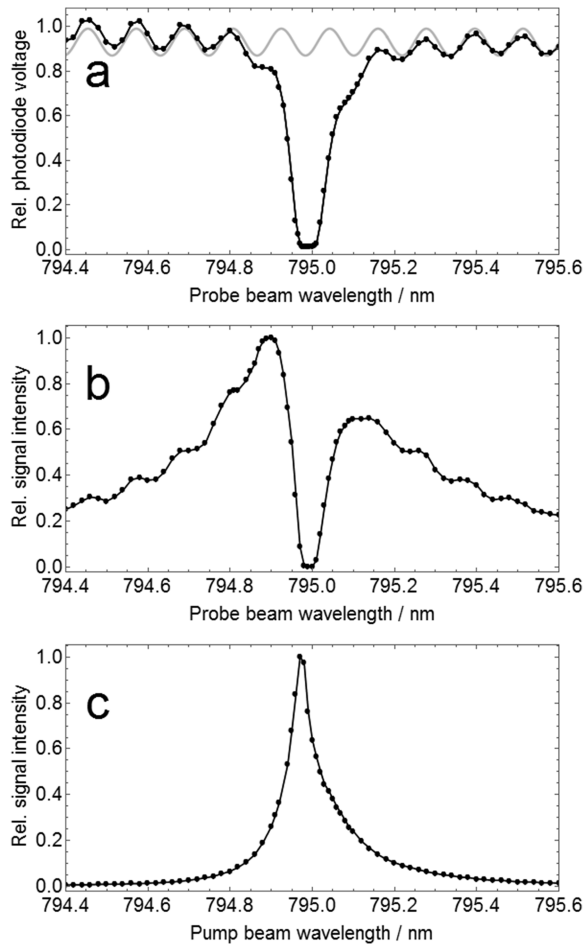 a
Rel. photodiode voltage
1.0
0.8
0.6
0.4
0.2
0.0
794.4 794.6 794.8 795.0 795.2 795.4 795.6
Probe beam wavelength / nm
b
Rel. signal intensity
1.0
0.8
0.6
0.4
0.2
0.0
794.4 794.6 794.8 795.0 795.2 795.4 795.6
Probe beam wavelength / nm
c
Rel. signal intensity
1.0
0.8
0.6
0.4
0.2
0.0
794.4 794.6 794.8 795.0 795.2 795.4 795.6
Pump beam wavelength / nm